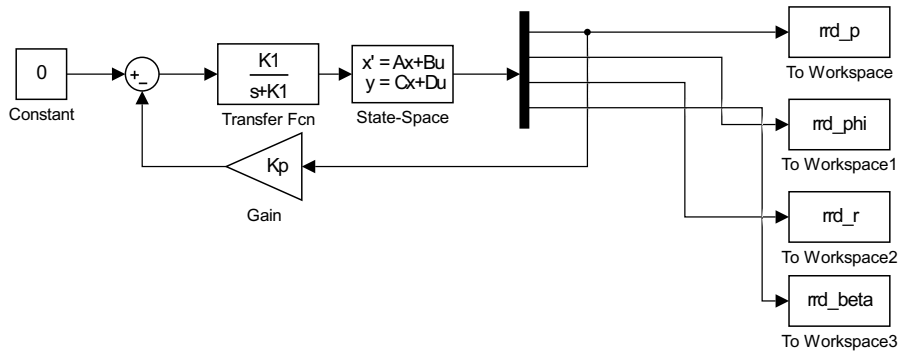 0
Constant
+
−
K1
s+K1
Transfer Fcn
x' = Ax+Bu
y = Cx+Du
State-Space
Kp
Gain
rrd_p
To Workspace
rrd_phi
To Workspace1
rrd_r
To Workspace2
rrd_beta
To Workspace3